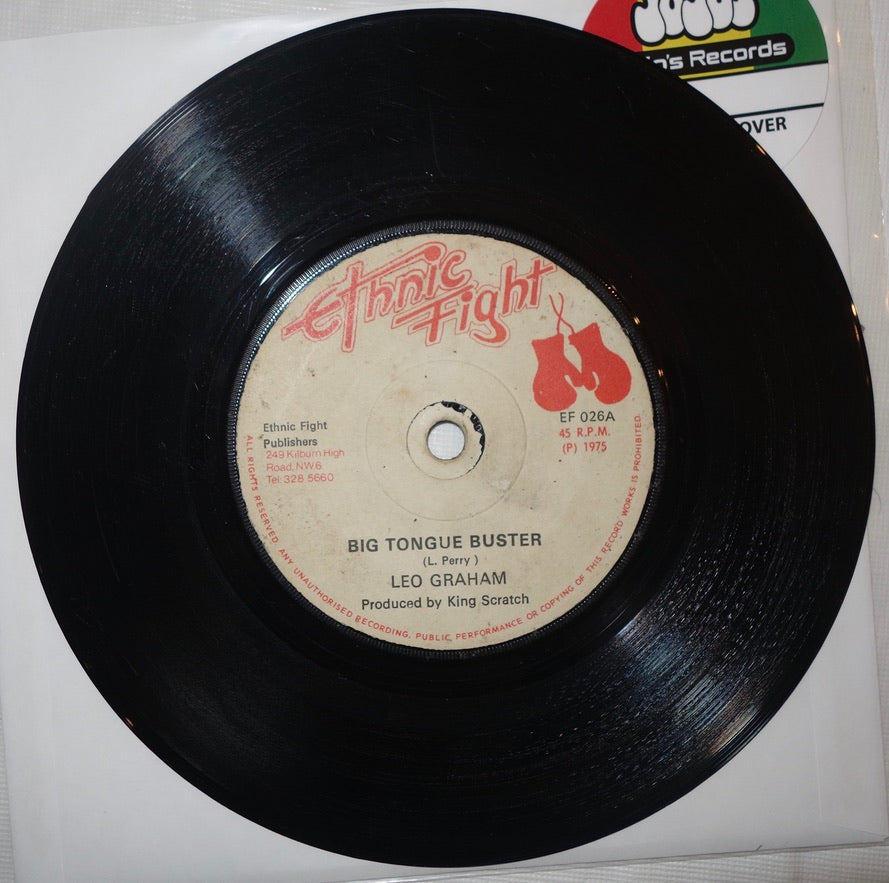 Records
OVER
Ethnic
Fight
EF 026A
45 R.P.M.
(P) 1975
Ethnic Fight
Publishers
249 Kilburn High
Road, NW6
Tel: 328 5660
BIG TONGUE BUSTER
(L. Perry)
LEO GRAHAM
Produced by King Scratch
ALL RIGHTS RESERVED. ANY UNAUTHORISED RECORDING, PUBLIC PERFORMANCE OR COPYING OF THIS RECORD WORKS IS PROHIBITED.